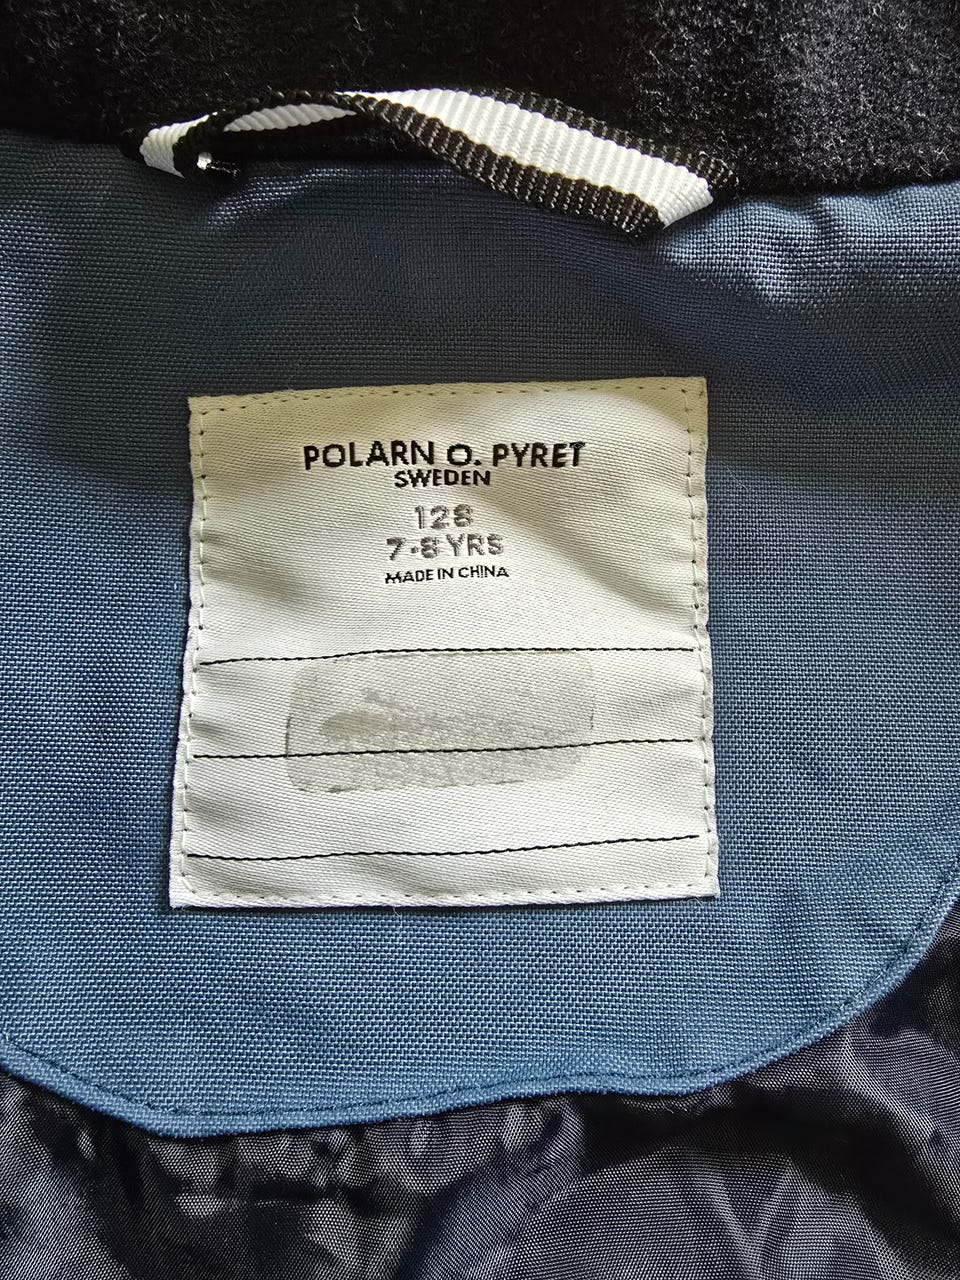 POLARN O. PYRET
SWEDEN
128
7-8 YRS
MADE IN CHINA